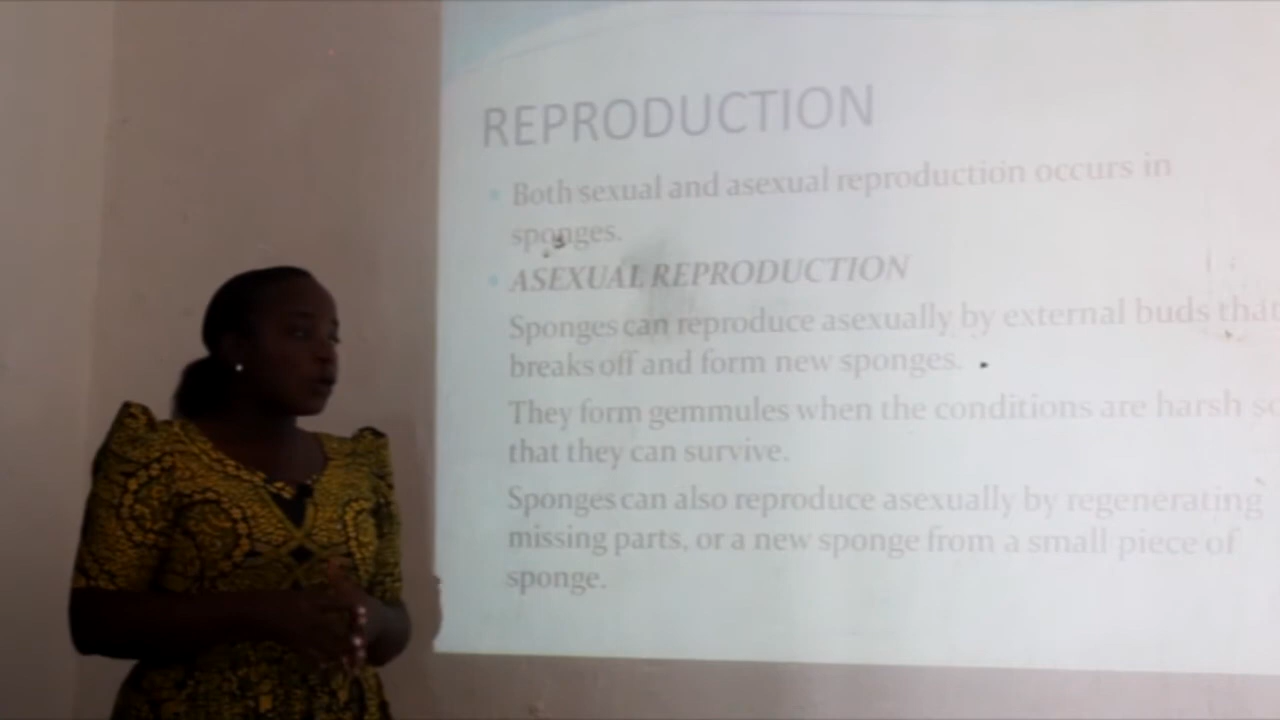 REPRODUCTION
• Both sexual and asexual reproduction occurs in
sponges.
• ASEXUAL REPRODUCTION
Sponges can reproduce asexually by external buds that
breaks off and form new sponges.
They form gemmules when the conditions are harsh so
that they can survive.
Sponges can also reproduce asexually by regenerating
missing parts, or a new sponge from a small piece of
sponge.